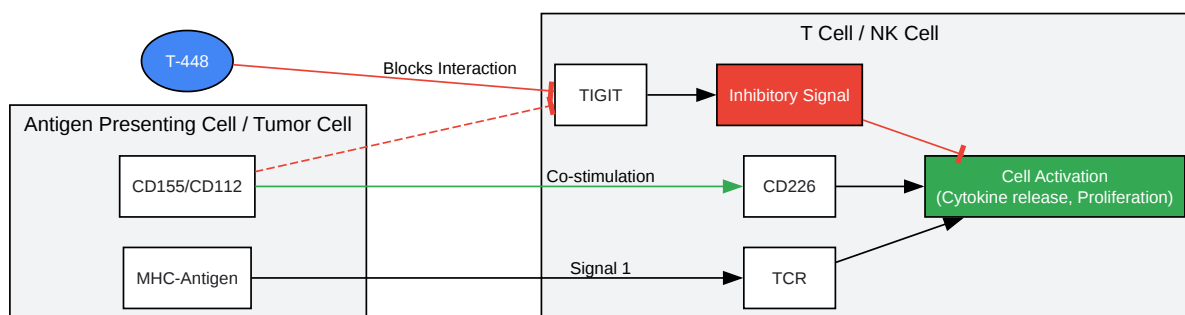 T Cell / NK Cell
T-448
Blocks Interaction
TIGIT
Inhibitory Signal
Antigen Presenting Cell / Tumor Cell
CD155/CD112
Co-stimulation
CD226
Cell Activation
(Cytokine release, Proliferation)
MHC-Antigen
Signal 1
TCR